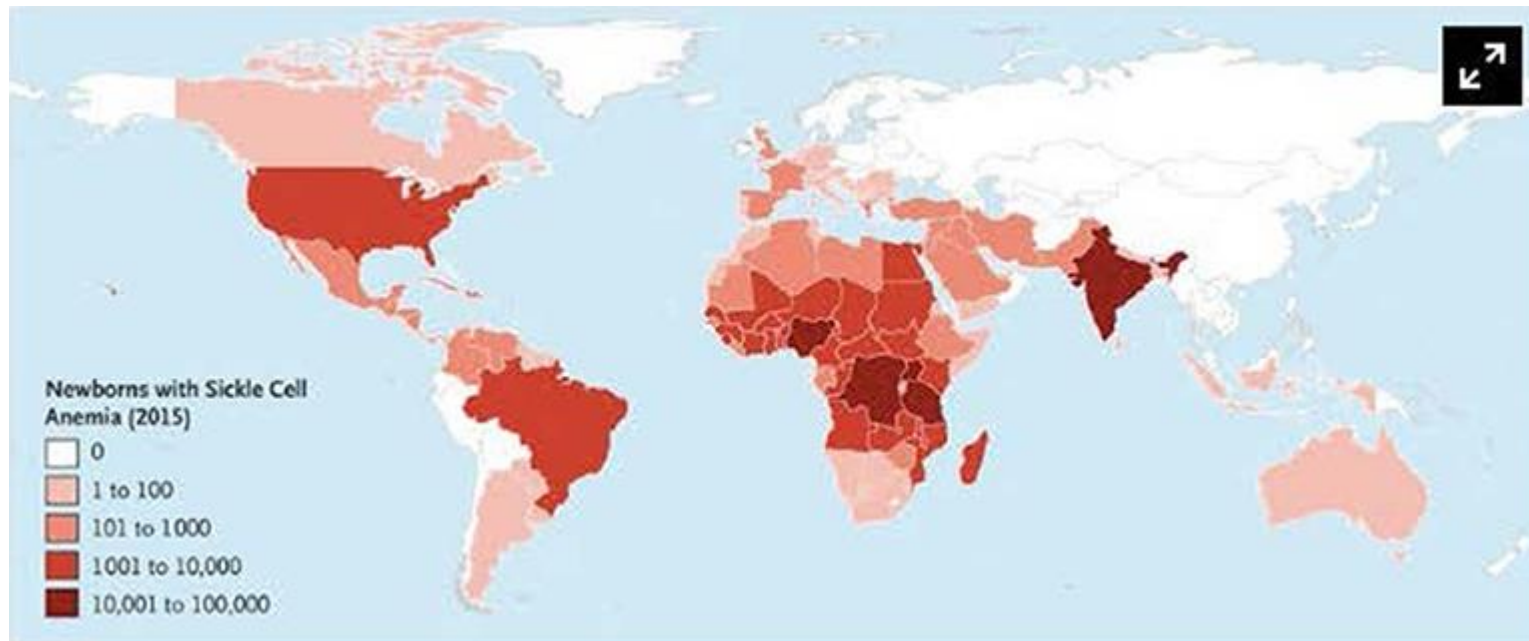 Newborns with Sickle Cell
Anemia (2015)
0
1 to 100
101 to 1000
1001 to 10,000
10,001 to 100,000